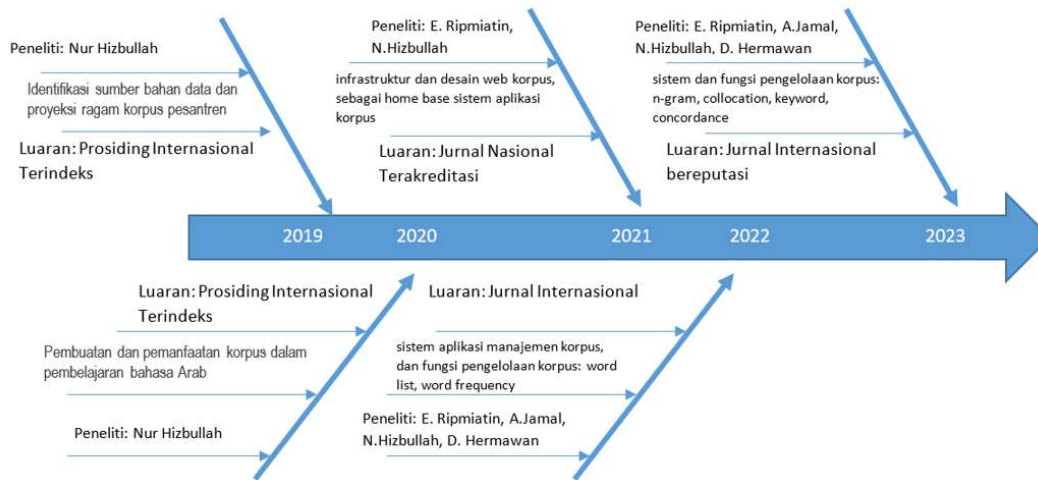 Peneliti: Nur Hizbullah
Identifikasi sumber bahan data dan
proyeksi ragam korpus pesantren
Luaran: Prosiding Internasional
Terindeks
Peneliti: E. Ripmiatin,
N.Hizbullah
infrastruktur dan desain web korpus,
sebagai home base sistem aplikasi
korpus
Luaran: Jurnal Nasional
Terakreditasi
Peneliti: E. Ripmiatin, A.Jamal,
N.Hizbullah, D. Hermawan
sistem dan fungsi pengelolaan korpus:
n-gram, collocation, keyword,
concordance
Luaran: Jurnal Internasional
bereputasi
2019 2020 2021 2022 2023
Luaran: Prosiding Internasional
Terindeks
Pembuatan dan pemanfaatan korpus dalam
pembelajaran bahasa Arab
Peneliti: Nur Hizbullah
Luaran: Jurnal Internasional
sistem aplikasi manajemen korpus,
dan fungsi pengelolaan korpus: word
list, word frequency
Peneliti: E. Ripmiatin, A.Jamal,
N.Hizbullah, D. Hermawan